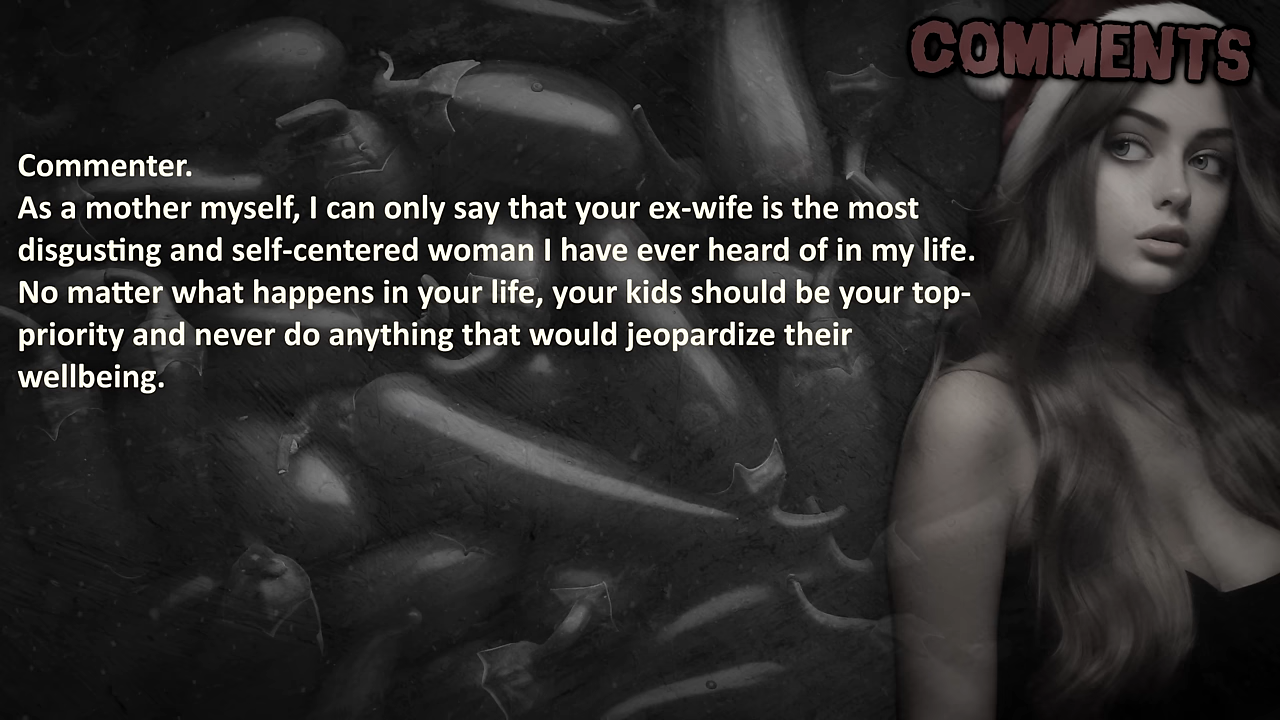 COMMENTS
Commenter.
As a mother myself, I can only say that your ex-wife is the most
disgusting and self-centered woman I have ever heard of in my life.
No matter what happens in your life, your kids should be your top-
priority and never do anything that would jeopardize their
wellbeing.